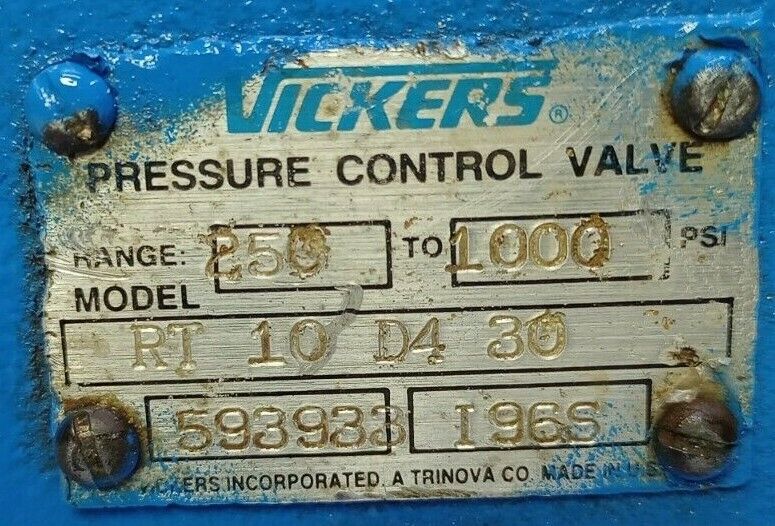 VICKERS®
PRESSURE CONTROL VALVE
RANGE: 250 TO 1000 PSI
MODEL
RT 10 D4 30
593933 I96S
VICKERS INCORPORATED. A TRINOVA CO. MADE IN U.S.